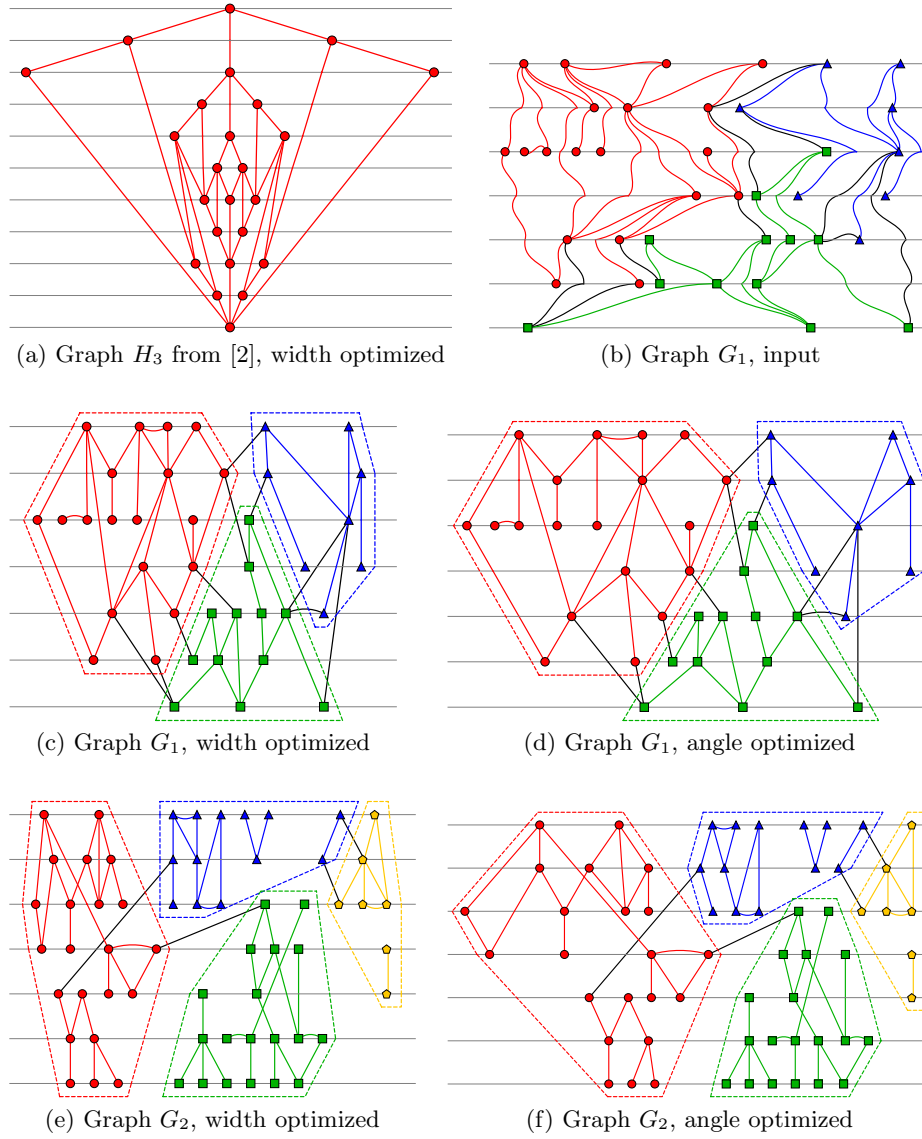 (a) Graph H₃ from [2], width optimized
(b) Graph G₁, input
(c) Graph G₁, width optimized
(d) Graph G₁, angle optimized
(e) Graph G₂, width optimized
(f) Graph G₂, angle optimized